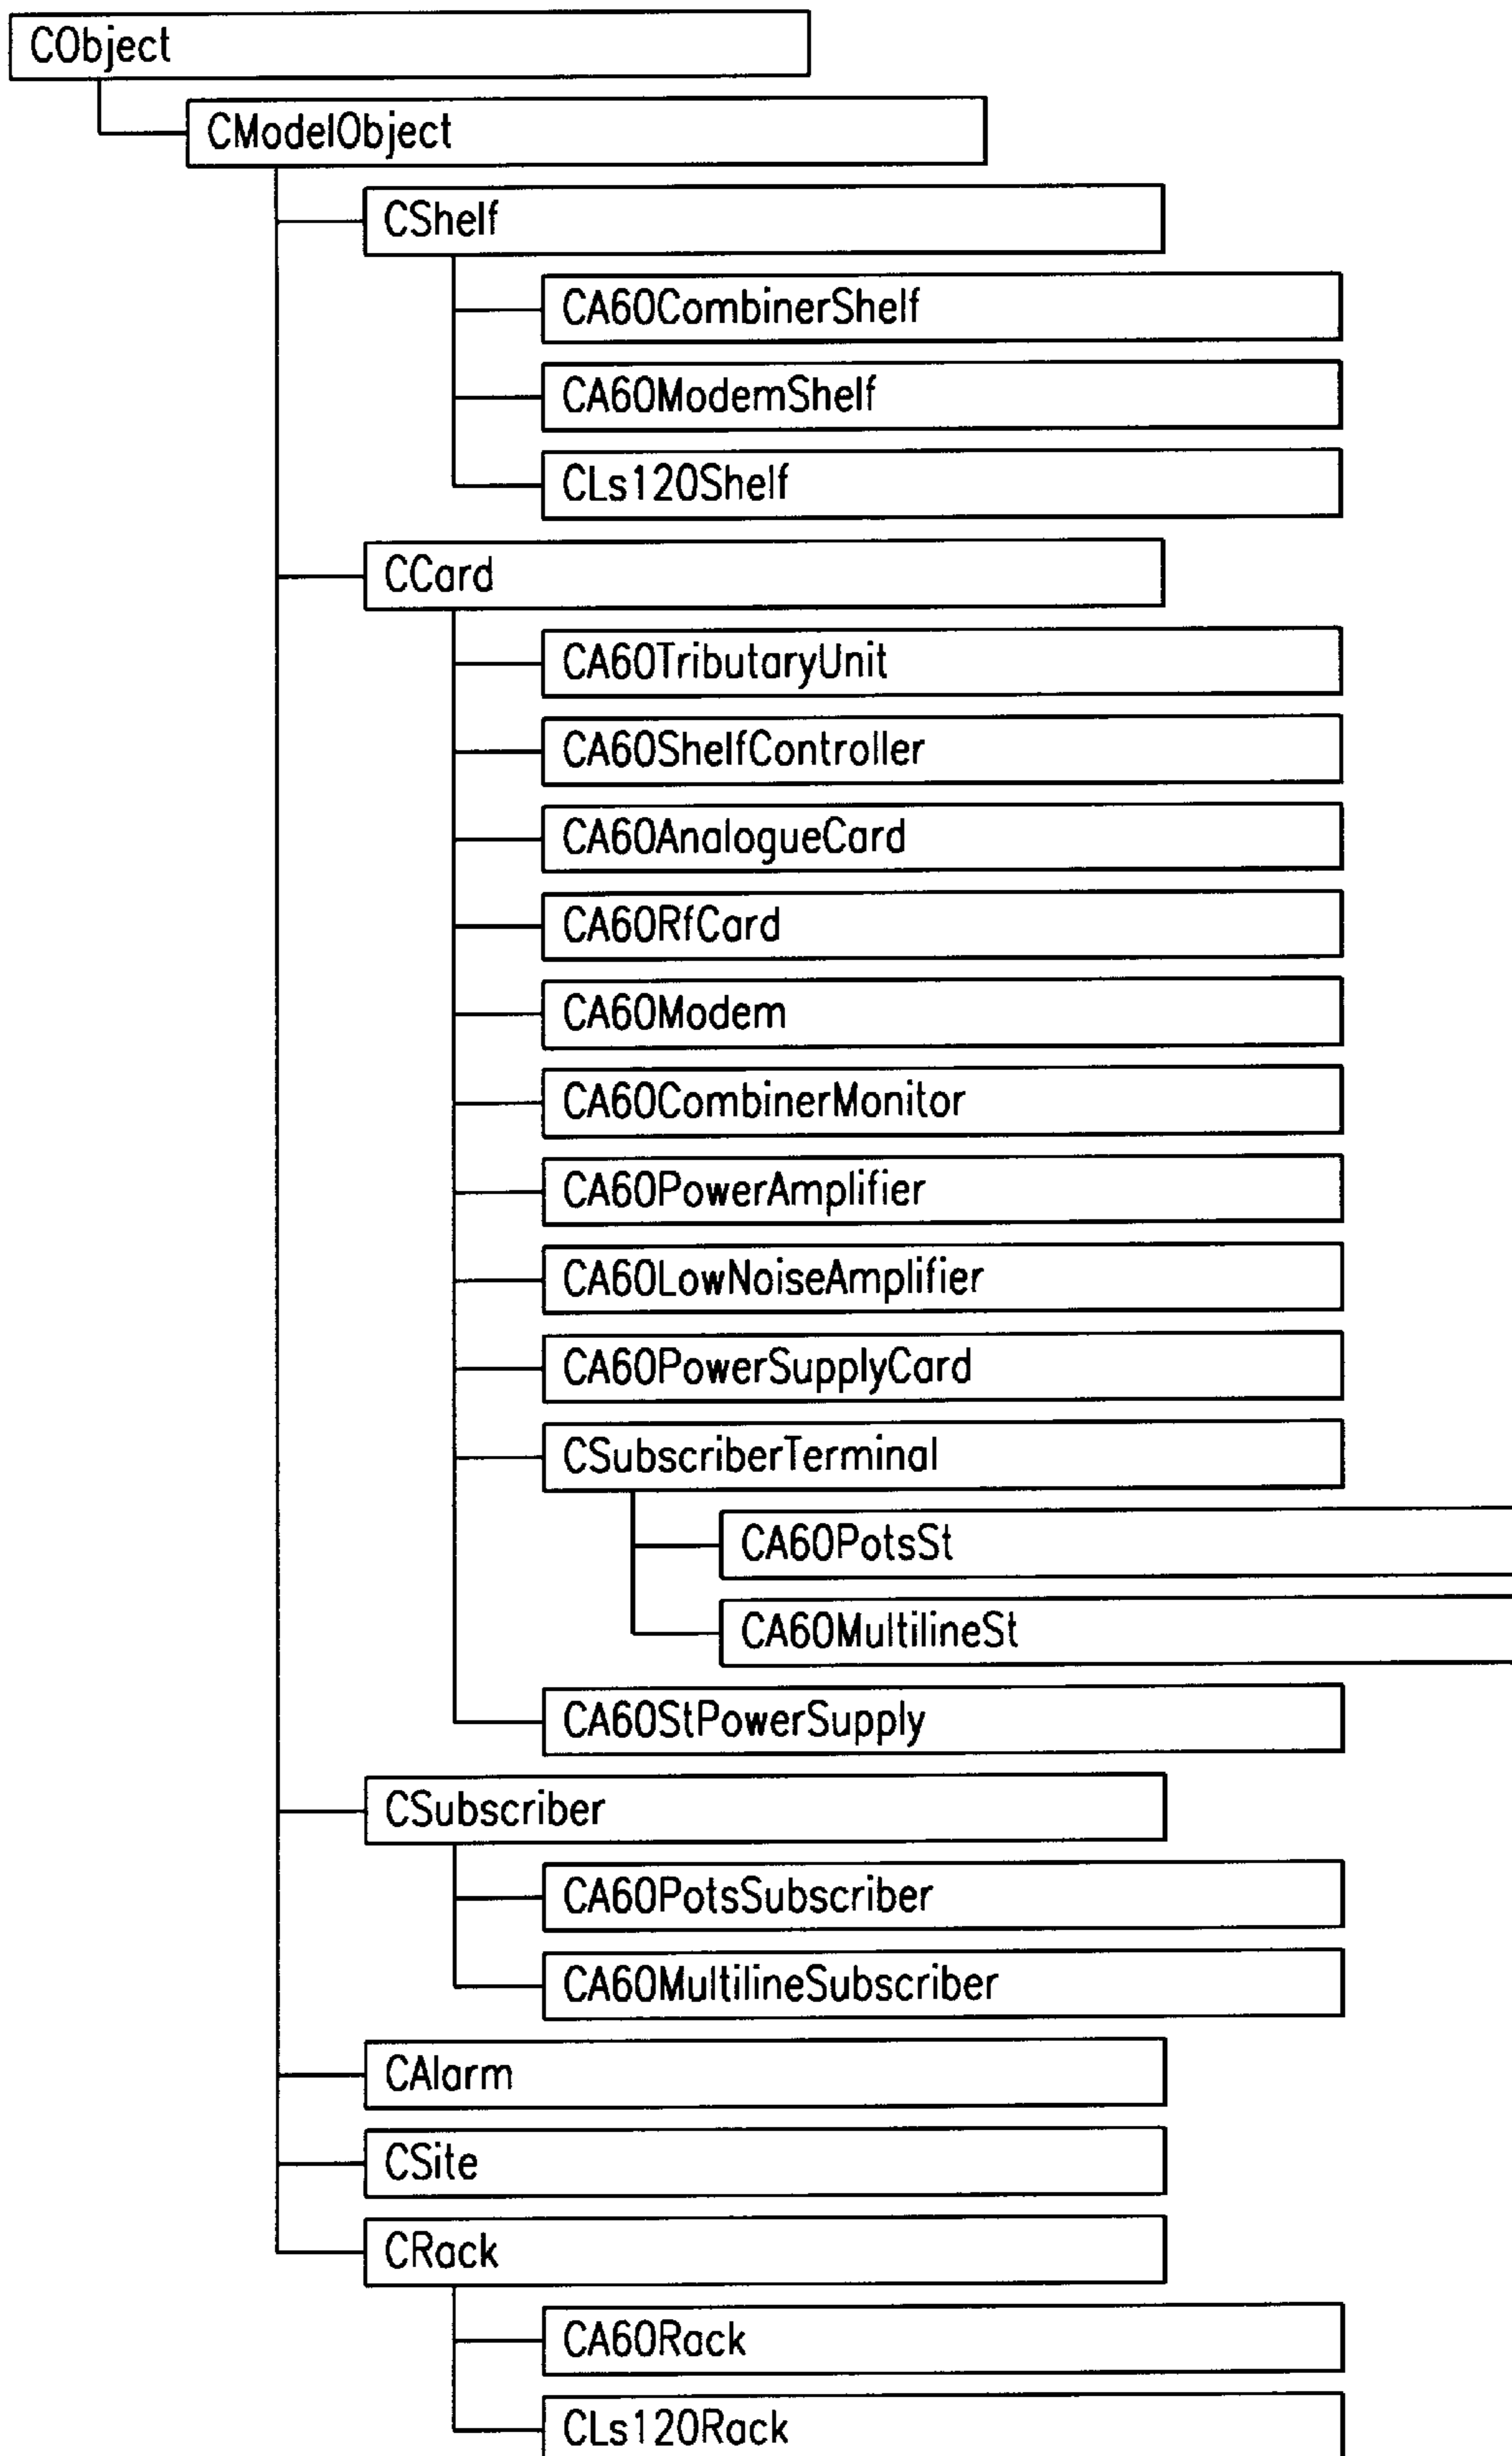 CObject
CModelObject
CShelf
CA60CombinerShelf
CA60ModemShelf
CLs120Shelf
CCard
CA60TributaryUnit
CA60ShelfController
CA60AnalogueCard
CA60RfCard
CA60Modem
CA60CombinerMonitor
CA60PowerAmplifier
CA60LowNoiseAmplifier
CA60PowerSupplyCard
CSubscriberTerminal
CA60PotsSt
CA60MultilineSt
CA60StPowerSupply
CSubscriber
CA60PotsSubscriber
CA60MultilineSubscriber
CAlarm
CSite
CRack
CA60Rack
CLs120Rack